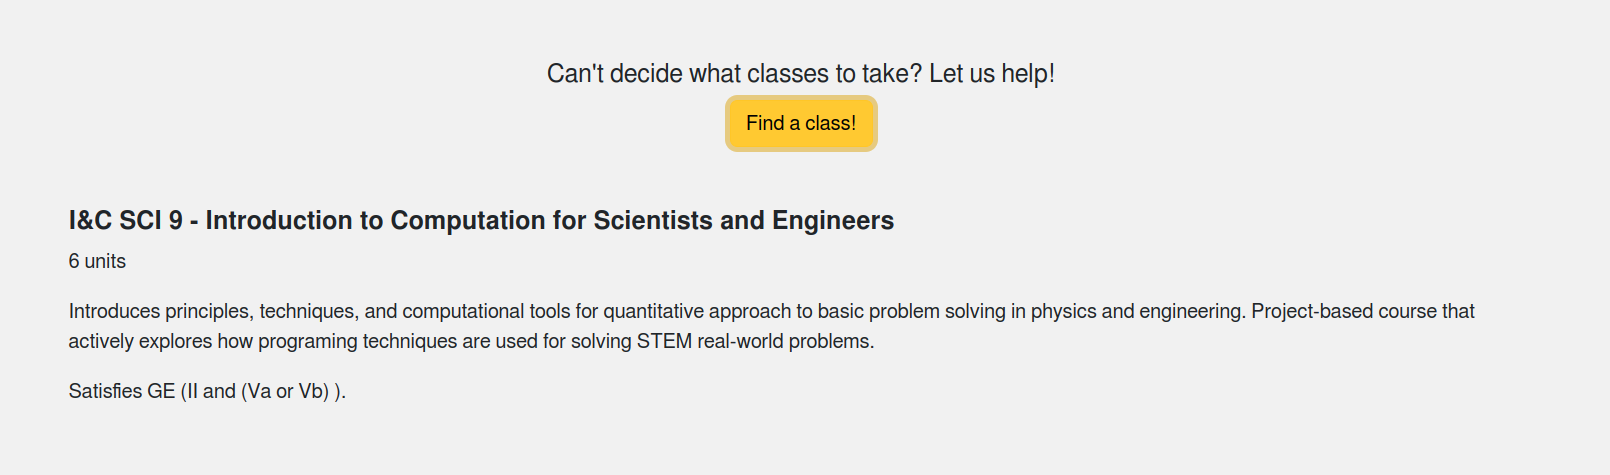 Can't decide what classes to take? Let us help!
Find a class!
I&C SCI 9 - Introduction to Computation for Scientists and Engineers
6 units
Introduces principles, techniques, and computational tools for quantitative approach to basic problem solving in physics and engineering. Project-based course that
actively explores how programing techniques are used for solving STEM real-world problems.
Satisfies GE (II and (Va or Vb) ).